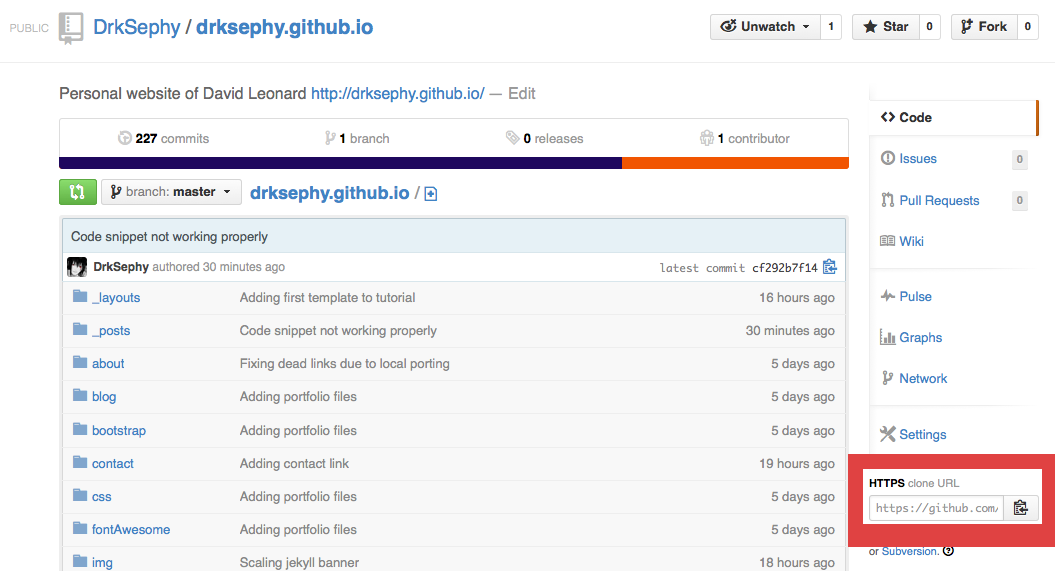 PUBLIC DrkSephy / drksephy.github.io Unwatch 1 Star 0 Fork 0
Personal website of David Leonard http://drksephy.github.io/ — Edit
227 commits 1 branch 0 releases 1 contributor
branch: master drksephy.github.io /
Code snippet not working properly
DrkSephy authored 30 minutes ago latest commit cf292b7f14
_layouts Adding first template to tutorial 16 hours ago
_posts Code snippet not working properly 30 minutes ago
about Fixing dead links due to local porting 5 days ago
blog Adding portfolio files 5 days ago
bootstrap Adding portfolio files 5 days ago
contact Adding contact link 19 hours ago
css Adding portfolio files 5 days ago
fontAwesome Adding portfolio files 5 days ago
img Scaling jekyll banner 18 hours ago
Code
Issues 0
Pull Requests 0
Wiki
Pulse
Graphs
Network
Settings
HTTPS clone URL
https://github.com/
or Subversion. ?